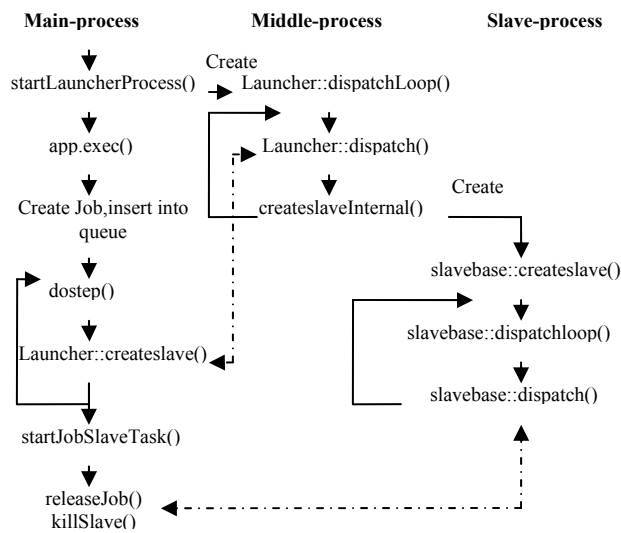 Main-process Middle-process Slave-process
Create
startLauncherProcess() Launcher::dispatchLoop()
app.exec() Launcher::dispatch()
Create
Create Job,insert into createslaveInternal()
queue
slavebase::createslave()
dostep()
slavebase::dispatchloop()
Launcher::createslave()
slavebase::dispatch()
startJobSlaveTask()
releaseJob()
killSlave()